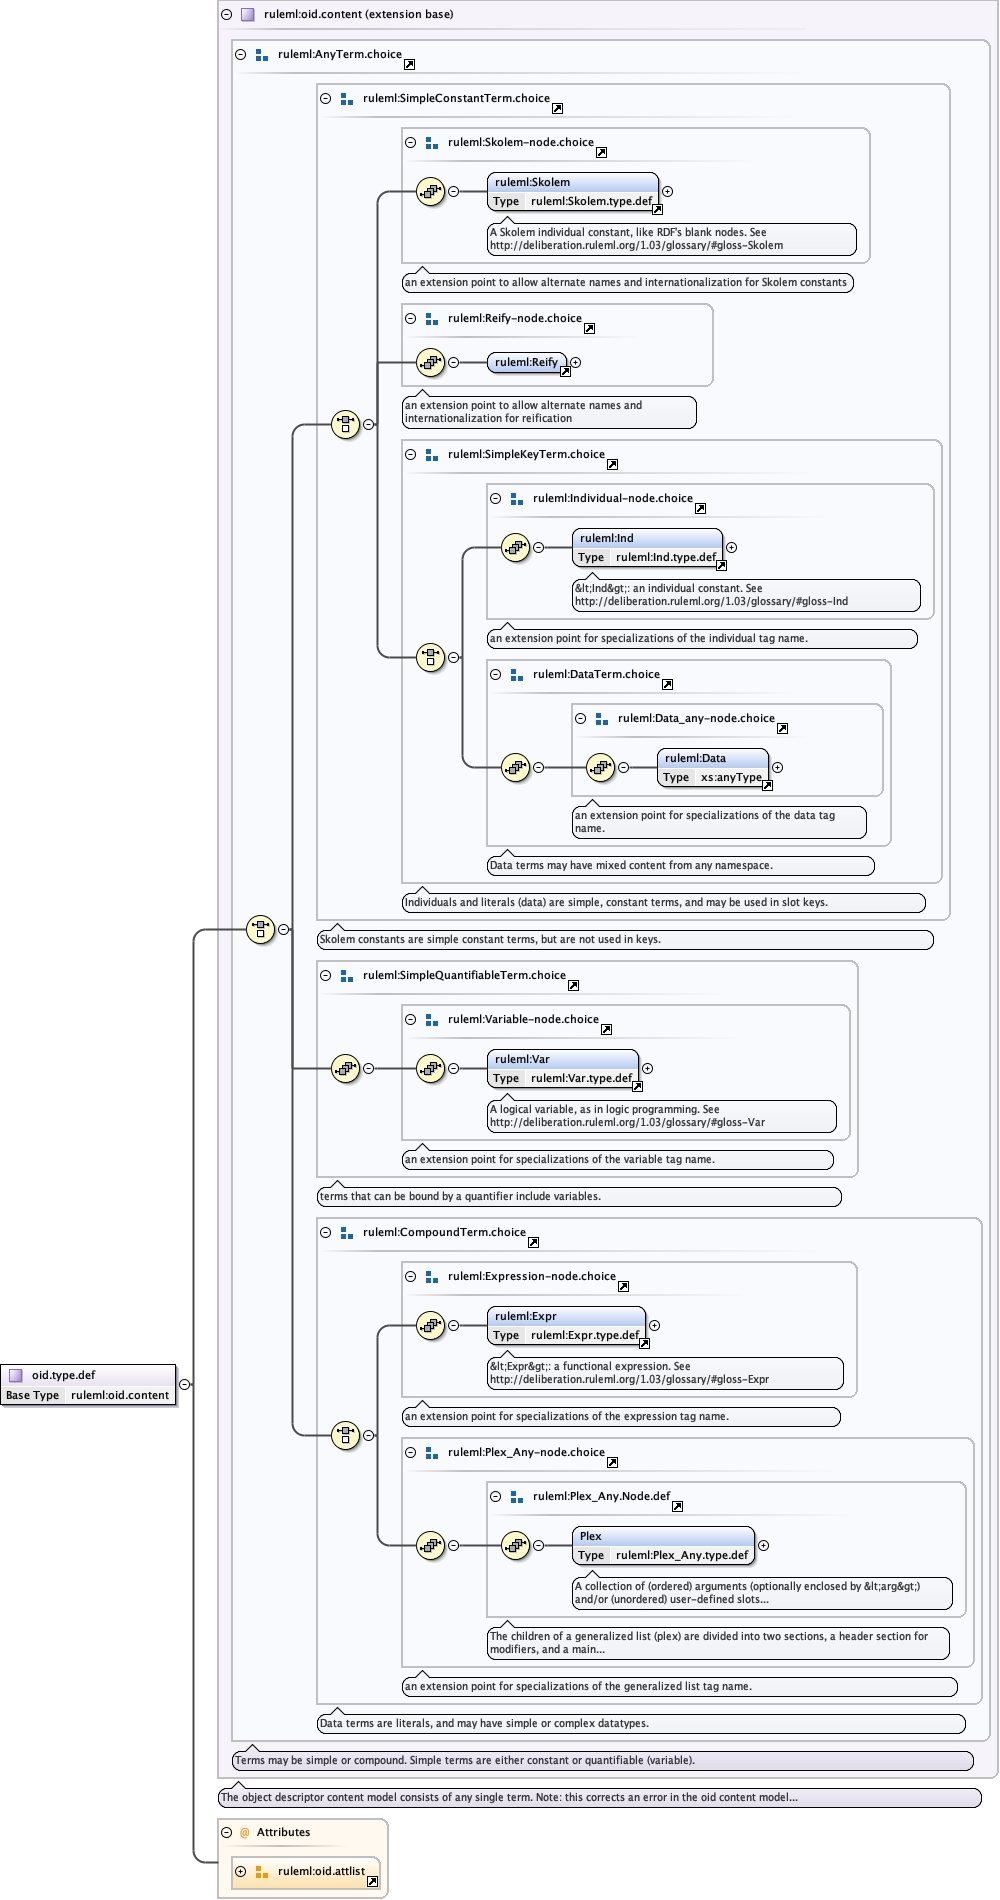 ruleml:oid.content (extension base)
ruleml:AnyTerm.choice
ruleml:SimpleConstantTerm.choice
ruleml:Skolem-node.choice
ruleml:Skolem
Type ruleml:Skolem.type.def
A Skolem individual constant, like RDF's blank nodes. See
http://deliberation.ruleml.org/1.03/glossary/#gloss-Skolem
an extension point to allow alternate names and internationalization for Skolem constants
ruleml:Reify-node.choice
ruleml:Reify
an extension point to allow alternate names and
internationalization for reification
ruleml:SimpleKeyTerm.choice
ruleml:Individual-node.choice
ruleml:Ind
Type ruleml:Ind.type.def
&lt;Ind&gt;: an individual constant. See
http://deliberation.ruleml.org/1.03/glossary/#gloss-Ind
an extension point for specializations of the individual tag name.
ruleml:DataTerm.choice
ruleml:Data_any-node.choice
ruleml:Data
Type xs:anyType
an extension point for specializations of the data tag
name.
Data terms may have mixed content from any namespace.
Individuals and literals (data) are simple, constant terms, and may be used in slot keys.
Skolem constants are simple constant terms, but are not used in keys.
ruleml:SimpleQuantifiableTerm.choice
ruleml:Variable-node.choice
ruleml:Var
Type ruleml:Var.type.def
A logical variable, as in logic programming. See
http://deliberation.ruleml.org/1.03/glossary/#gloss-Var
an extension point for specializations of the variable tag name.
terms that can be bound by a quantifier include variables.
ruleml:CompoundTerm.choice
ruleml:Expression-node.choice
ruleml:Expr
Type ruleml:Expr.type.def
&lt;Expr&gt;: a functional expression. See
http://deliberation.ruleml.org/1.03/glossary/#gloss-Expr
oid.type.def
Base Type ruleml:oid.content
an extension point for specializations of the expression tag name.
ruleml:Plex_Any-node.choice
ruleml:Plex_Any.Node.def
Plex
Type ruleml:Plex_Any.type.def
A collection of (ordered) arguments (optionally enclosed by &lt;arg&gt;)
and/or (unordered) user-defined slots...
The children of a generalized list (plex) are divided into two sections, a header section for
modifiers, and a main...
an extension point for specializations of the generalized list tag name.
Data terms are literals, and may have simple or complex datatypes.
Terms may be simple or compound. Simple terms are either constant or quantifiable (variable).
The object descriptor content model consists of any single term. Note: this corrects an error in the oid content model...
@ Attributes
ruleml:oid.attlist